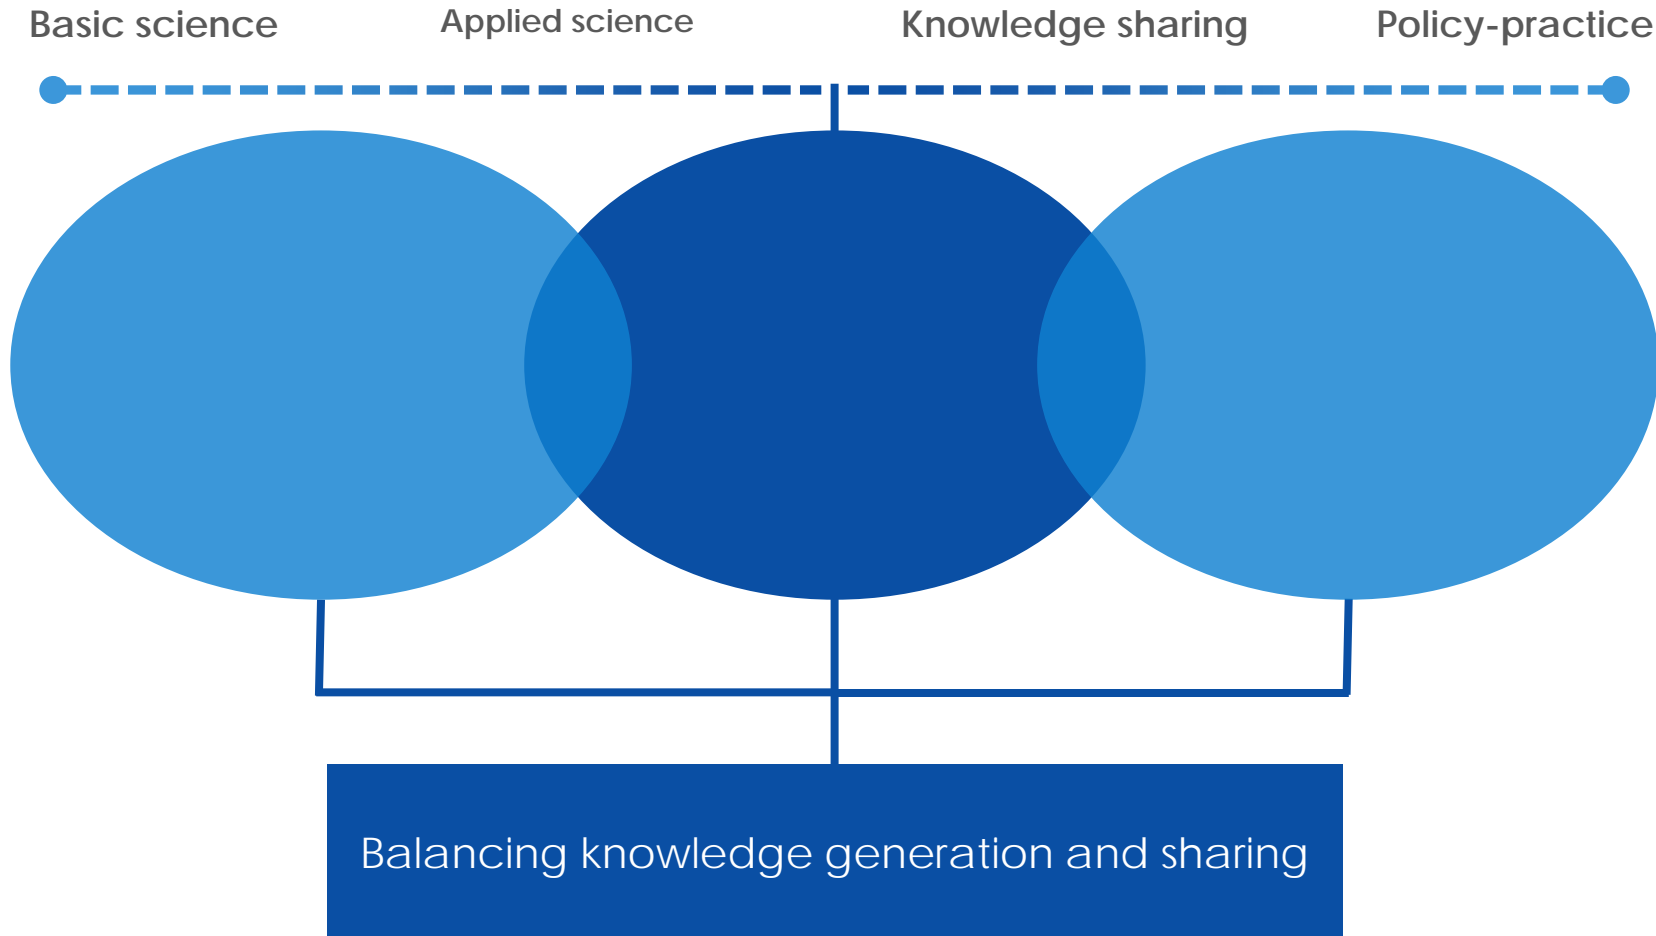 Basic science
Applied science
Knowledge sharing
Policy-practice
Balancing knowledge generation and sharing